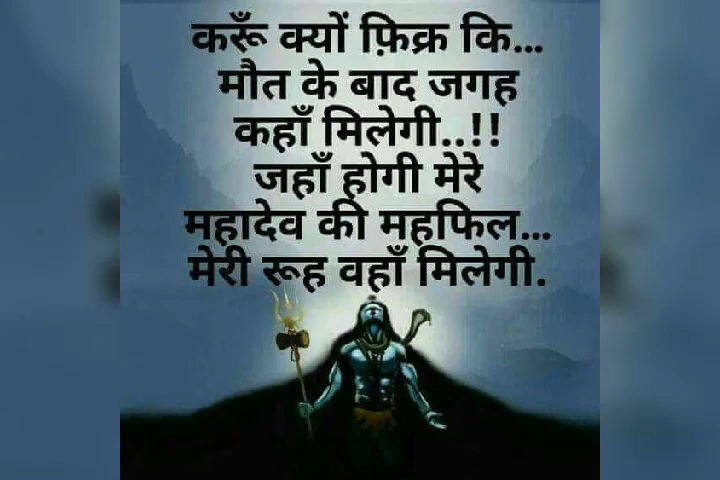 करूँ क्यों फ़िक्र कि...
मौत के बाद जगह
कहाँ मिलेगी..!!
जहाँ होगी मेरे
महादेव की महफिल...
मेरी रूह वहाँ मिलेगी.